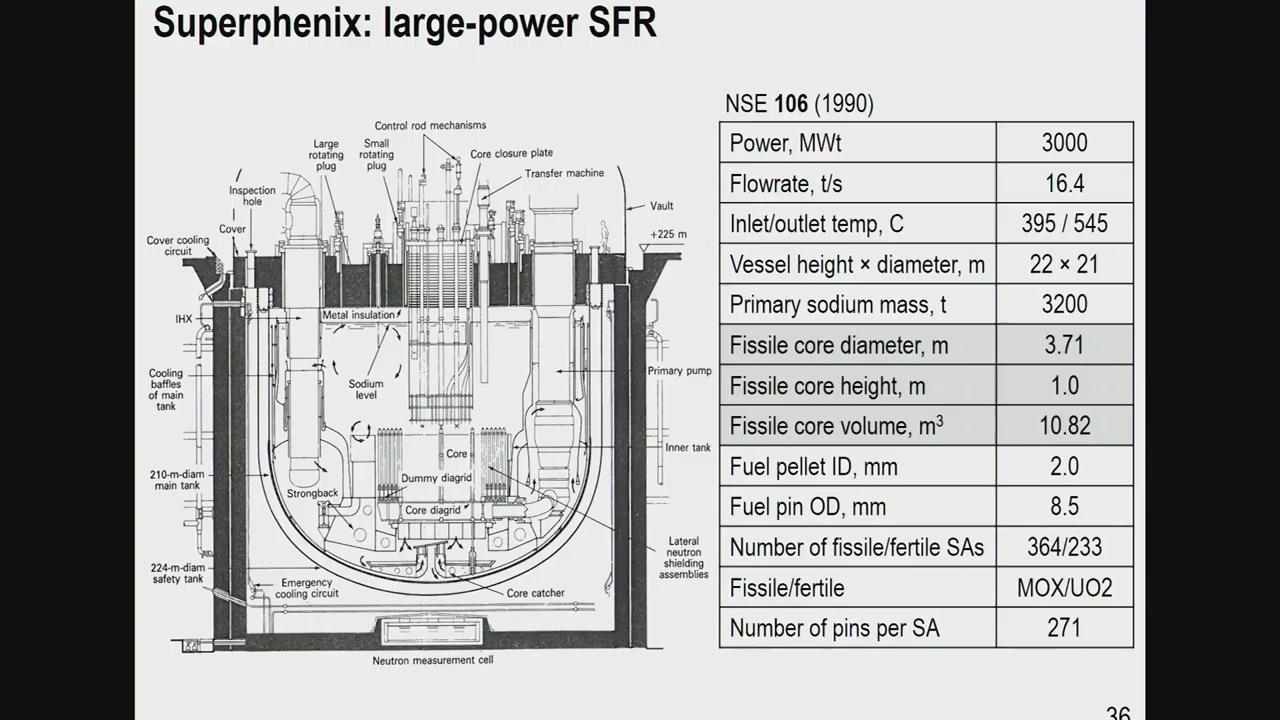 Superphenix: large-power SFR
Control rod mechanisms
Large
rotating
plug
Small
rotating
plug
Core closure plate
Transfer machine
Inspection
hole
Vault
Cover
+225 m
Cover cooling
circuit
IHX
Metal insulation
Cooling
baffles
of main
tank
Sodium
level
Primary pump
Core
Inner tank
210-m-diam
main tank
Dummy diagrid
Strongback
Core diagrid
Lateral
neutron
shielding
assemblies
224-m-diam
safety tank
Emergency
cooling circuit
Core catcher
Neutron measurement cell
NSE 106 (1990)
Power, MWt 3000
Flowrate, t/s 16.4
Inlet/outlet temp, C 395 / 545
Vessel height × diameter, m 22 × 21
Primary sodium mass, t 3200
Fissile core diameter, m 3.71
Fissile core height, m 1.0
Fissile core volume, m³ 10.82
Fuel pellet ID, mm 2.0
Fuel pin OD, mm 8.5
Number of fissile/fertile SAs 364/233
Fissile/fertile MOX/UO2
Number of pins per SA 271
36